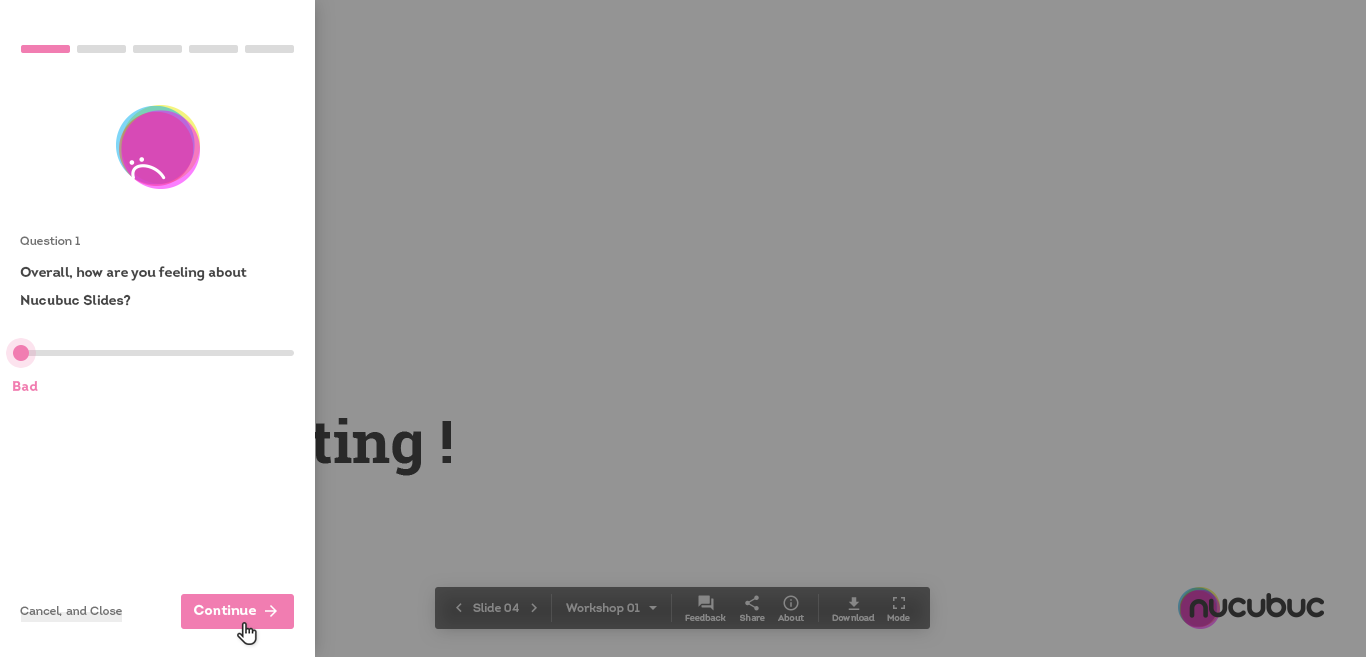 Question 1
Overall, how are you feeling about
Nucubuc Slides?
Bad
ting !
Cancel, and Close
Continue
Slide 04
Workshop 01
Feedback
Share
About
Download
Mode
nucubuc